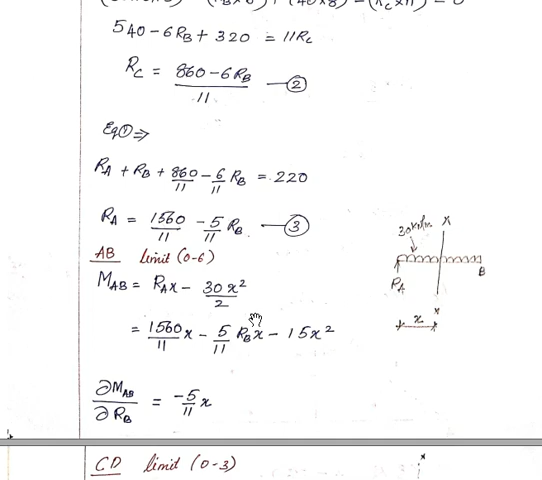 540 - 6R_B + 320 = 11R_C
R_C = (860 - 6R_B)/11 — ②
Eq① ⇒
R_A + R_B + 860/11 - 6/11 R_B = 220
R_A = 1560/11 - 5/11 R_B — ③
AB limit (0-6)
M_AB = R_A x - 30x²/2
= 1560/11 x - 5/11 R_B x - 15x²
∂M_AB/∂R_B = -5/11 x
30kN/m
x
B
R_A
x
x
CD limit (0-3)
x